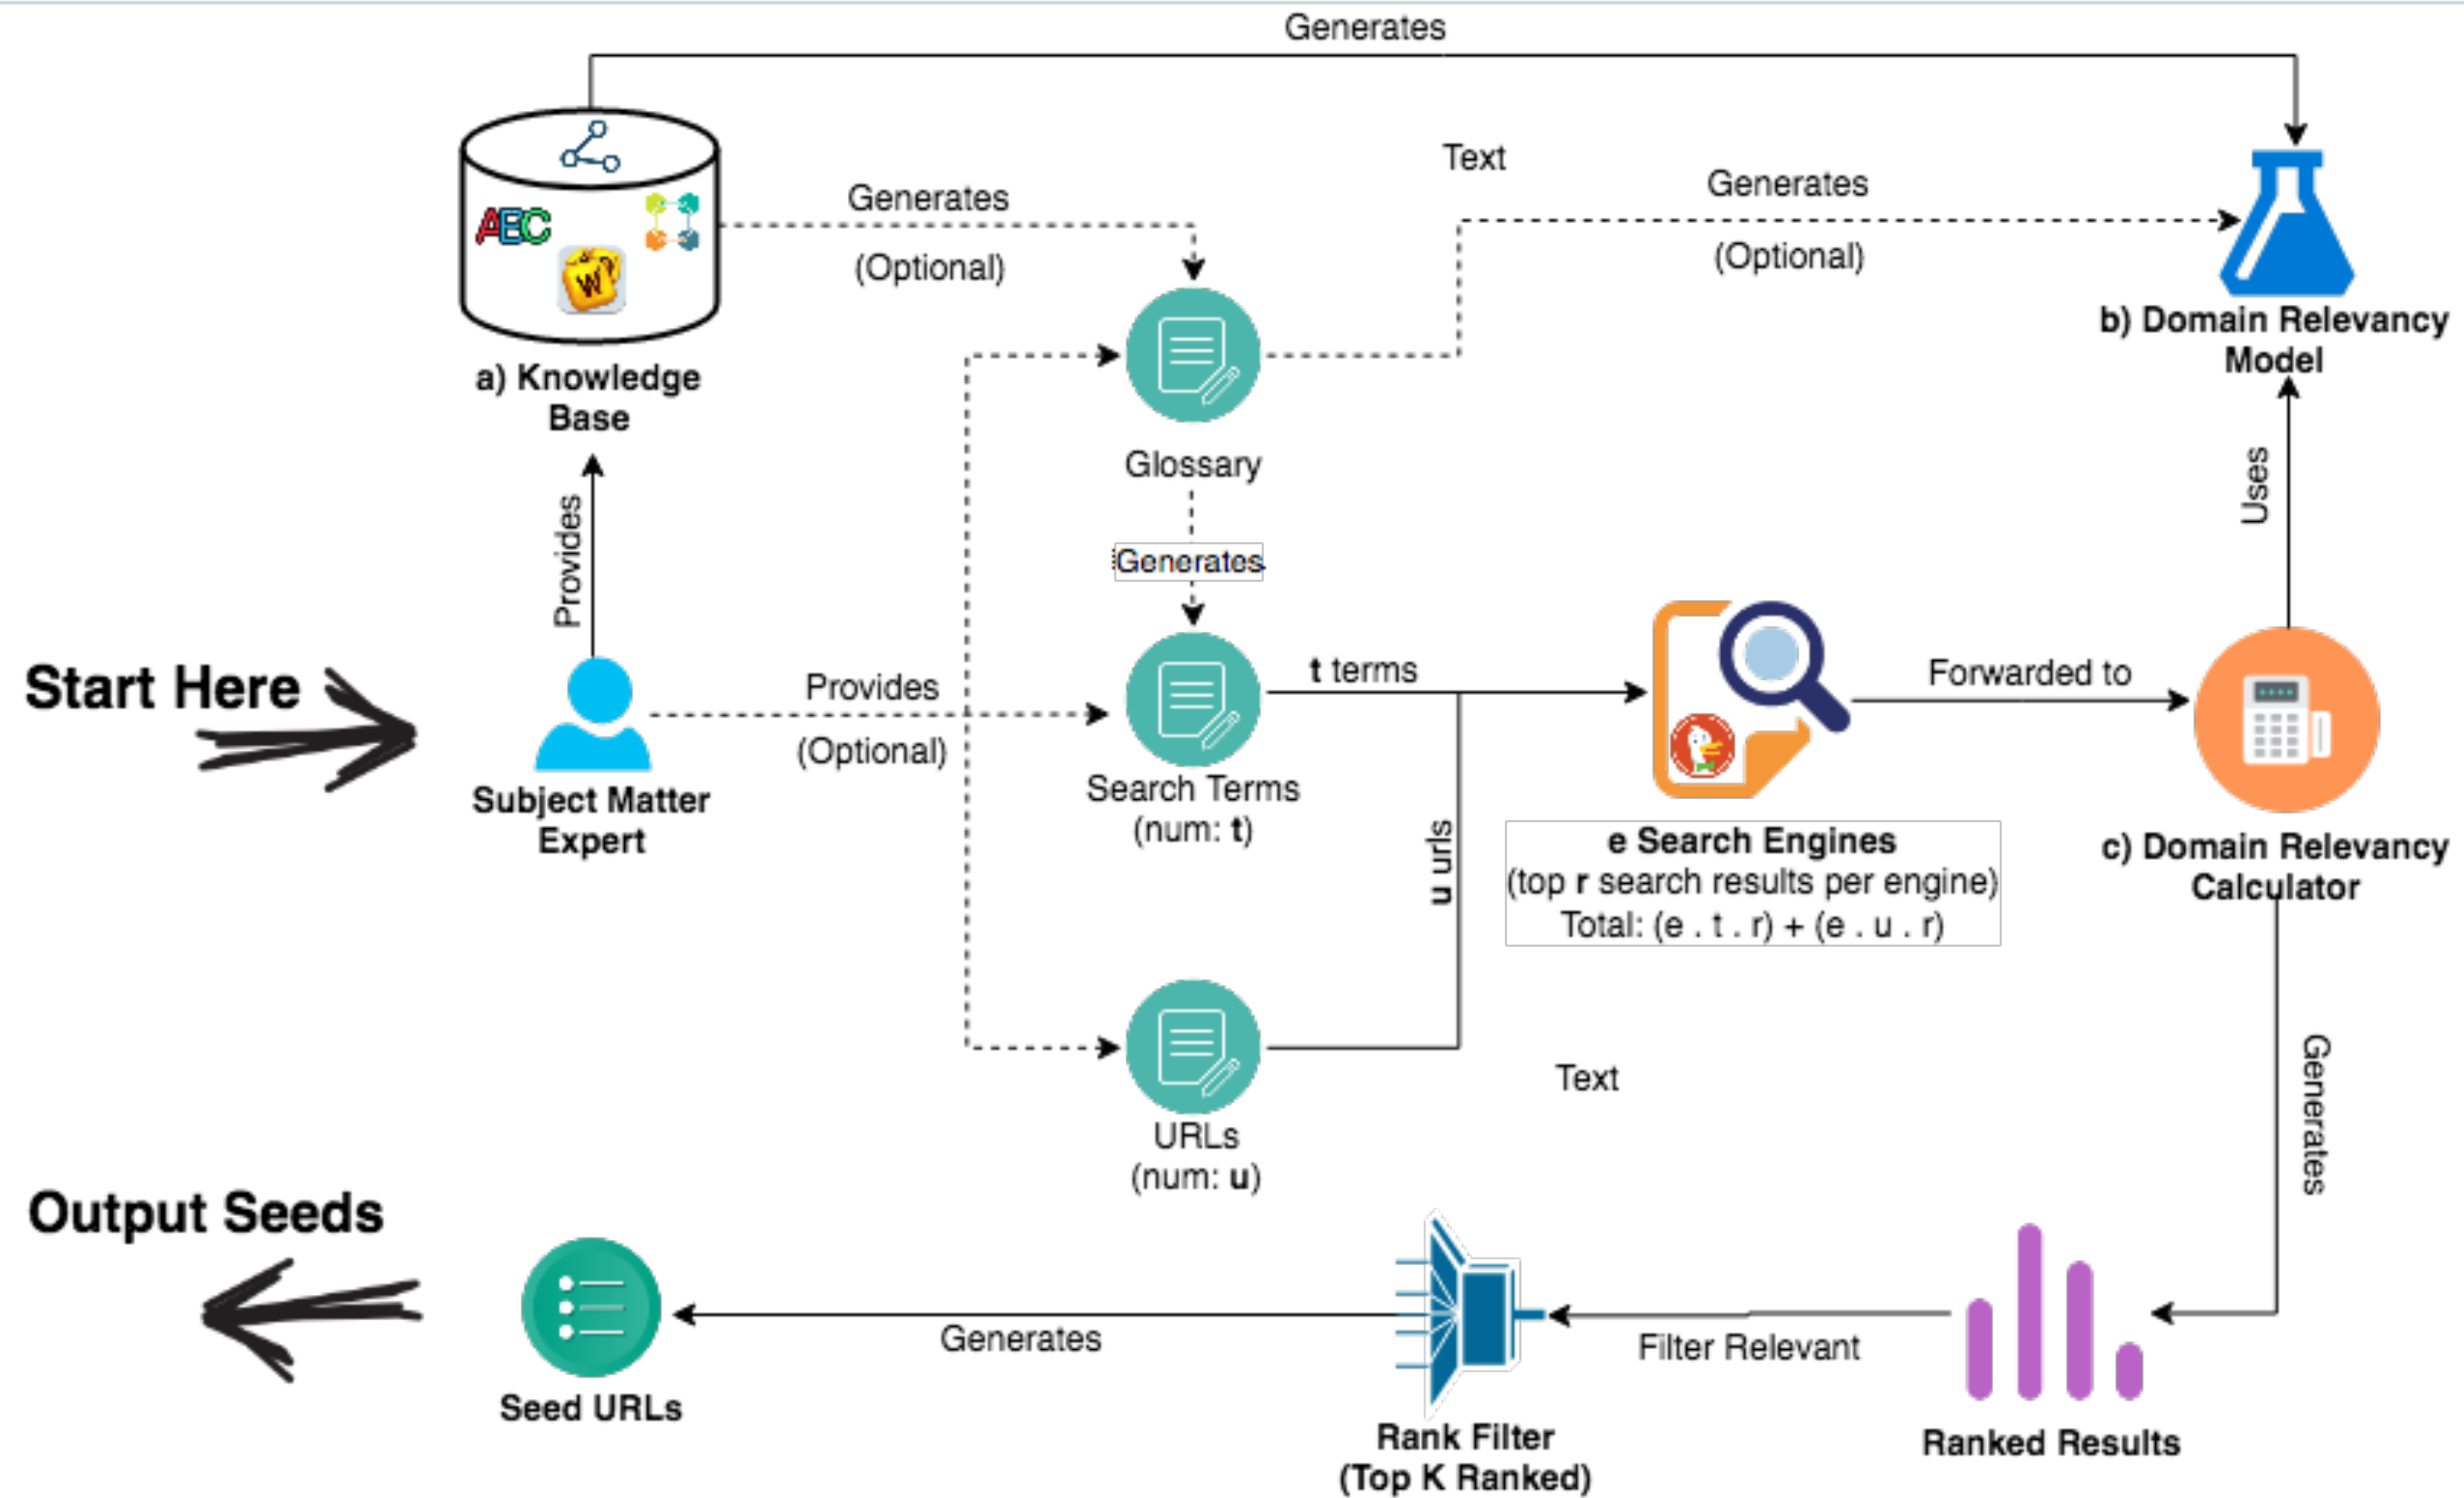 Generates
Text
Generates
(Optional)
Generates
(Optional)
ABC
W
a) Knowledge
Base
b) Domain Relevancy
Model
Glossary
Generates
Provides
Uses
Start Here
Subject Matter
Expert
Provides
(Optional)
Search Terms
(num: t)
t terms
u urls
e Search Engines
(top r search results per engine)
Total: (e . t . r) + (e . u . r)
Forwarded to
c) Domain Relevancy
Calculator
URLs
(num: u)
Text
Generates
Output Seeds
Seed URLs
Generates
Rank Filter
(Top K Ranked)
Filter Relevant
Ranked Results